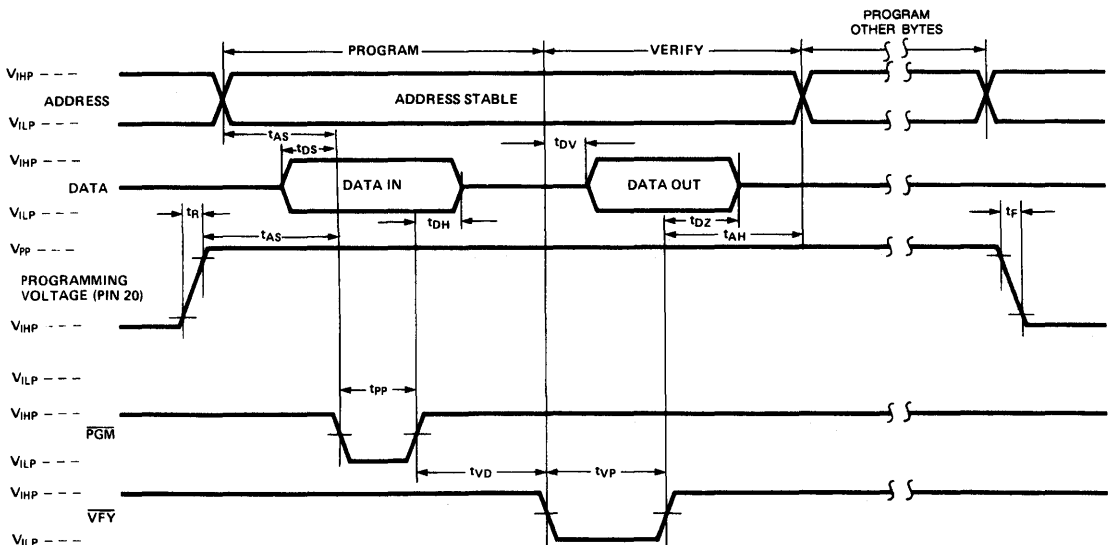 PROGRAM
OTHER BYTES
PROGRAM
VERIFY
VIHP
ADDRESS
ADDRESS STABLE
VILP
tAS
tDS
tDV
VIHP
DATA
DATA IN
DATA OUT
VILP
tR
tDH
tDZ
tF
tAS
tAH
VPP
PROGRAMMING
VOLTAGE (PIN 20)
VIHP
VILP
tPP
VIHP
PGM
VILP
tVD
tVP
VIHP
VFY
VILP